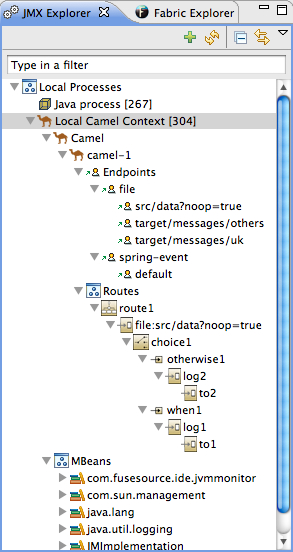 JMX Explorer
Fabric Explorer
Type in a filter
Local Processes
Java process [267]
Local Camel Context [304]
Camel
camel-1
Endpoints
file
src/data?noop=true
target/messages/others
target/messages/uk
spring-event
default
Routes
route1
file:src/data?noop=true
choice1
otherwise1
log2
to2
when1
log1
to1
MBeans
com.fusesource.ide.jvmmonitor
com.sun.management
java.lang
java.util.logging
JMImplementation